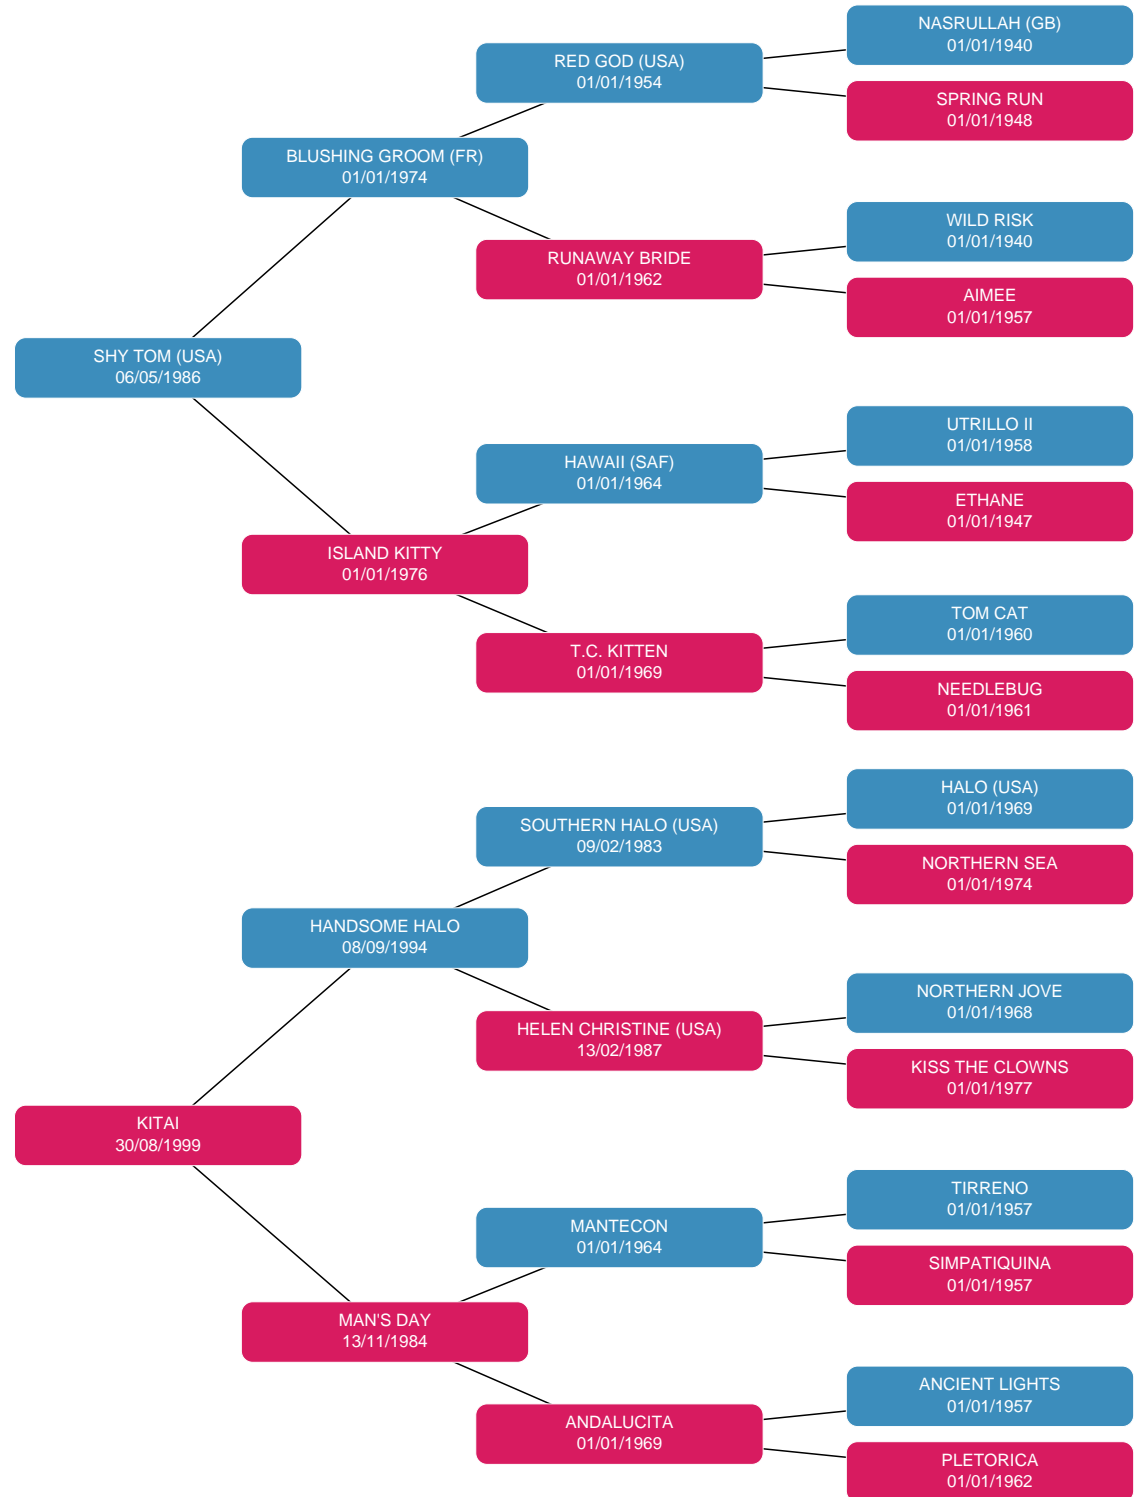 NASRULLAH (GB)
01/01/1940
RED GOD (USA)
01/01/1954
SPRING RUN
01/01/1948
BLUSHING GROOM (FR)
01/01/1974
WILD RISK
01/01/1940
RUNAWAY BRIDE
01/01/1962
AIMEE
01/01/1957
SHY TOM (USA)
06/05/1986
UTRILLO II
01/01/1958
HAWAII (SAF)
01/01/1964
ETHANE
01/01/1947
ISLAND KITTY
01/01/1976
TOM CAT
01/01/1960
T.C. KITTEN
01/01/1969
NEEDLEBUG
01/01/1961
HALO (USA)
01/01/1969
SOUTHERN HALO (USA)
09/02/1983
NORTHERN SEA
01/01/1974
HANDSOME HALO
08/09/1994
NORTHERN JOVE
01/01/1968
HELEN CHRISTINE (USA)
13/02/1987
KISS THE CLOWNS
01/01/1977
KITAI
30/08/1999
TIRRENO
01/01/1957
MANTECON
01/01/1964
SIMPATIQUINA
01/01/1957
MAN'S DAY
13/11/1984
ANCIENT LIGHTS
01/01/1957
ANDALUCITA
01/01/1969
PLETORICA
01/01/1962